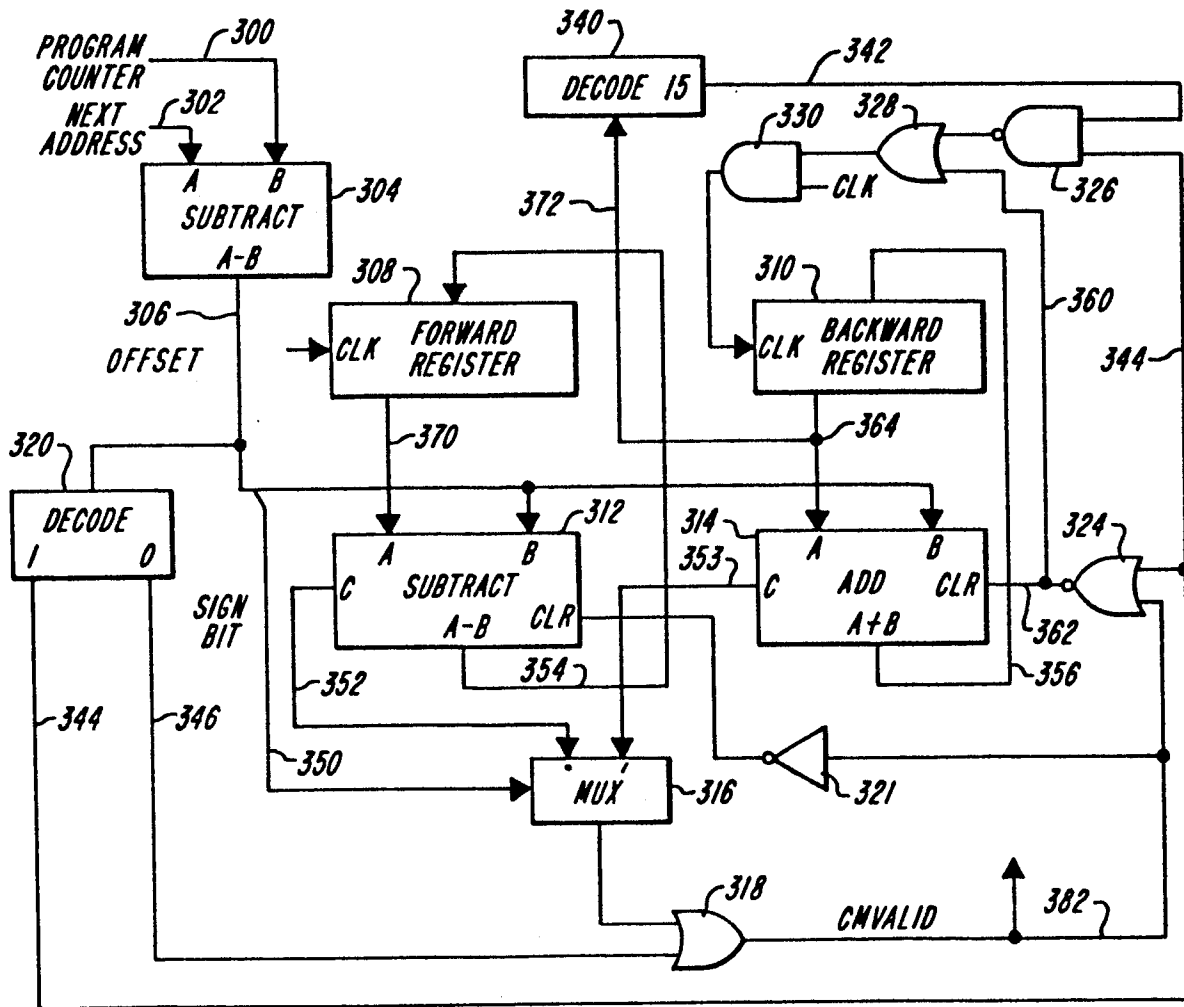 PROGRAM
COUNTER
300
NEXT
ADDRESS
302
A B
SUBTRACT
A-B
304
306
OFFSET
340
DECODE 15
342
328
330
326
CLK
372
308
CLK
FORWARD
REGISTER
310
CLK
BACKWARD
REGISTER
360
344
370
364
320
DECODE
1 0
312
A B
C
SUBTRACT
CLR
A-B
314
353
A B
C
ADD
CLR
A+B
324
362
SIGN
BIT
352
354
356
344
346
350
MUX
316
321
318
CMVALID
382